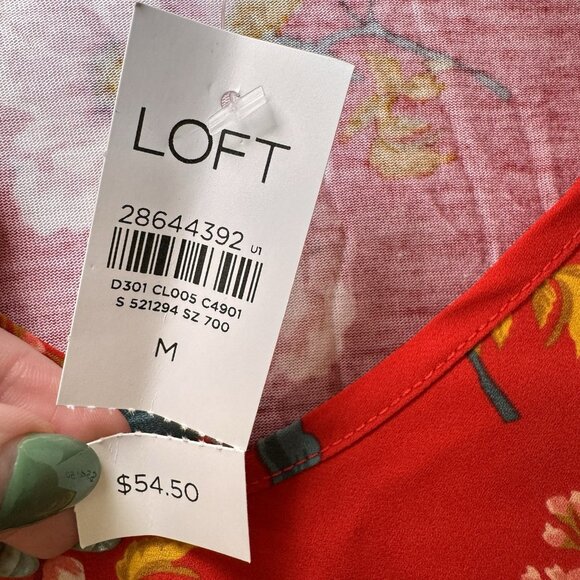 LOFT
28644392 U1
D301 CL005 C4901
S 521294 SZ 700
M
$54.50